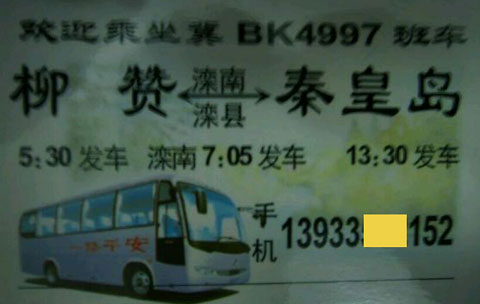 欢迎乘坐冀BK4997班车
柳赞 滦南 滦县 秦皇岛
5:30发车 滦南7:05发车 13:30发车
一路平安
手机 13933 152